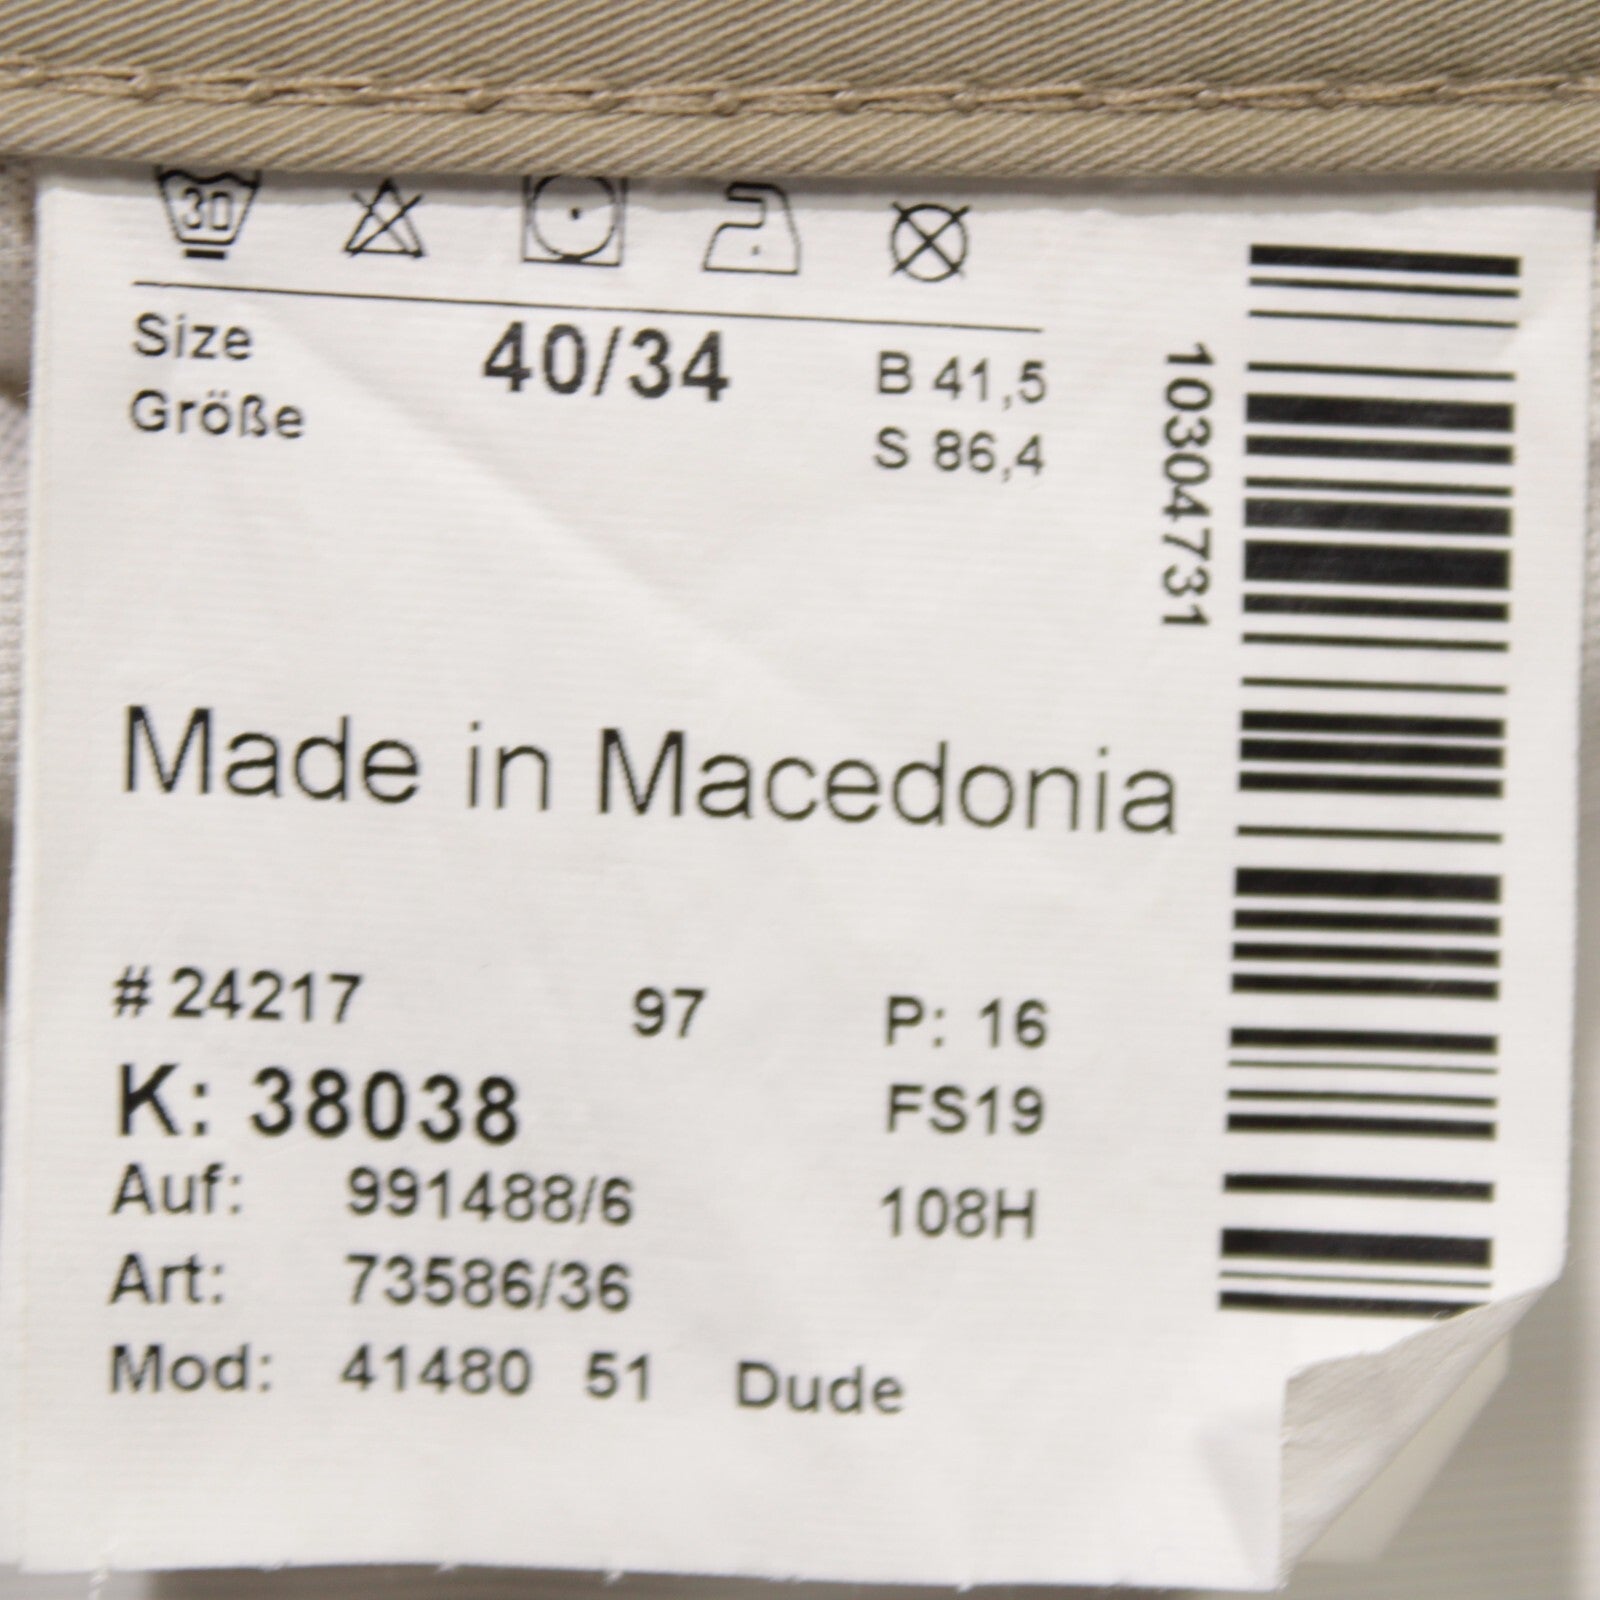 30
Size 40/34 B 41,5
Größe S 86,4
10304731
Made in Macedonia
# 24217 97 P: 16
K: 38038 FS19
Auf: 991488/6 108H
Art: 73586/36
Mod: 41480 51 Dude